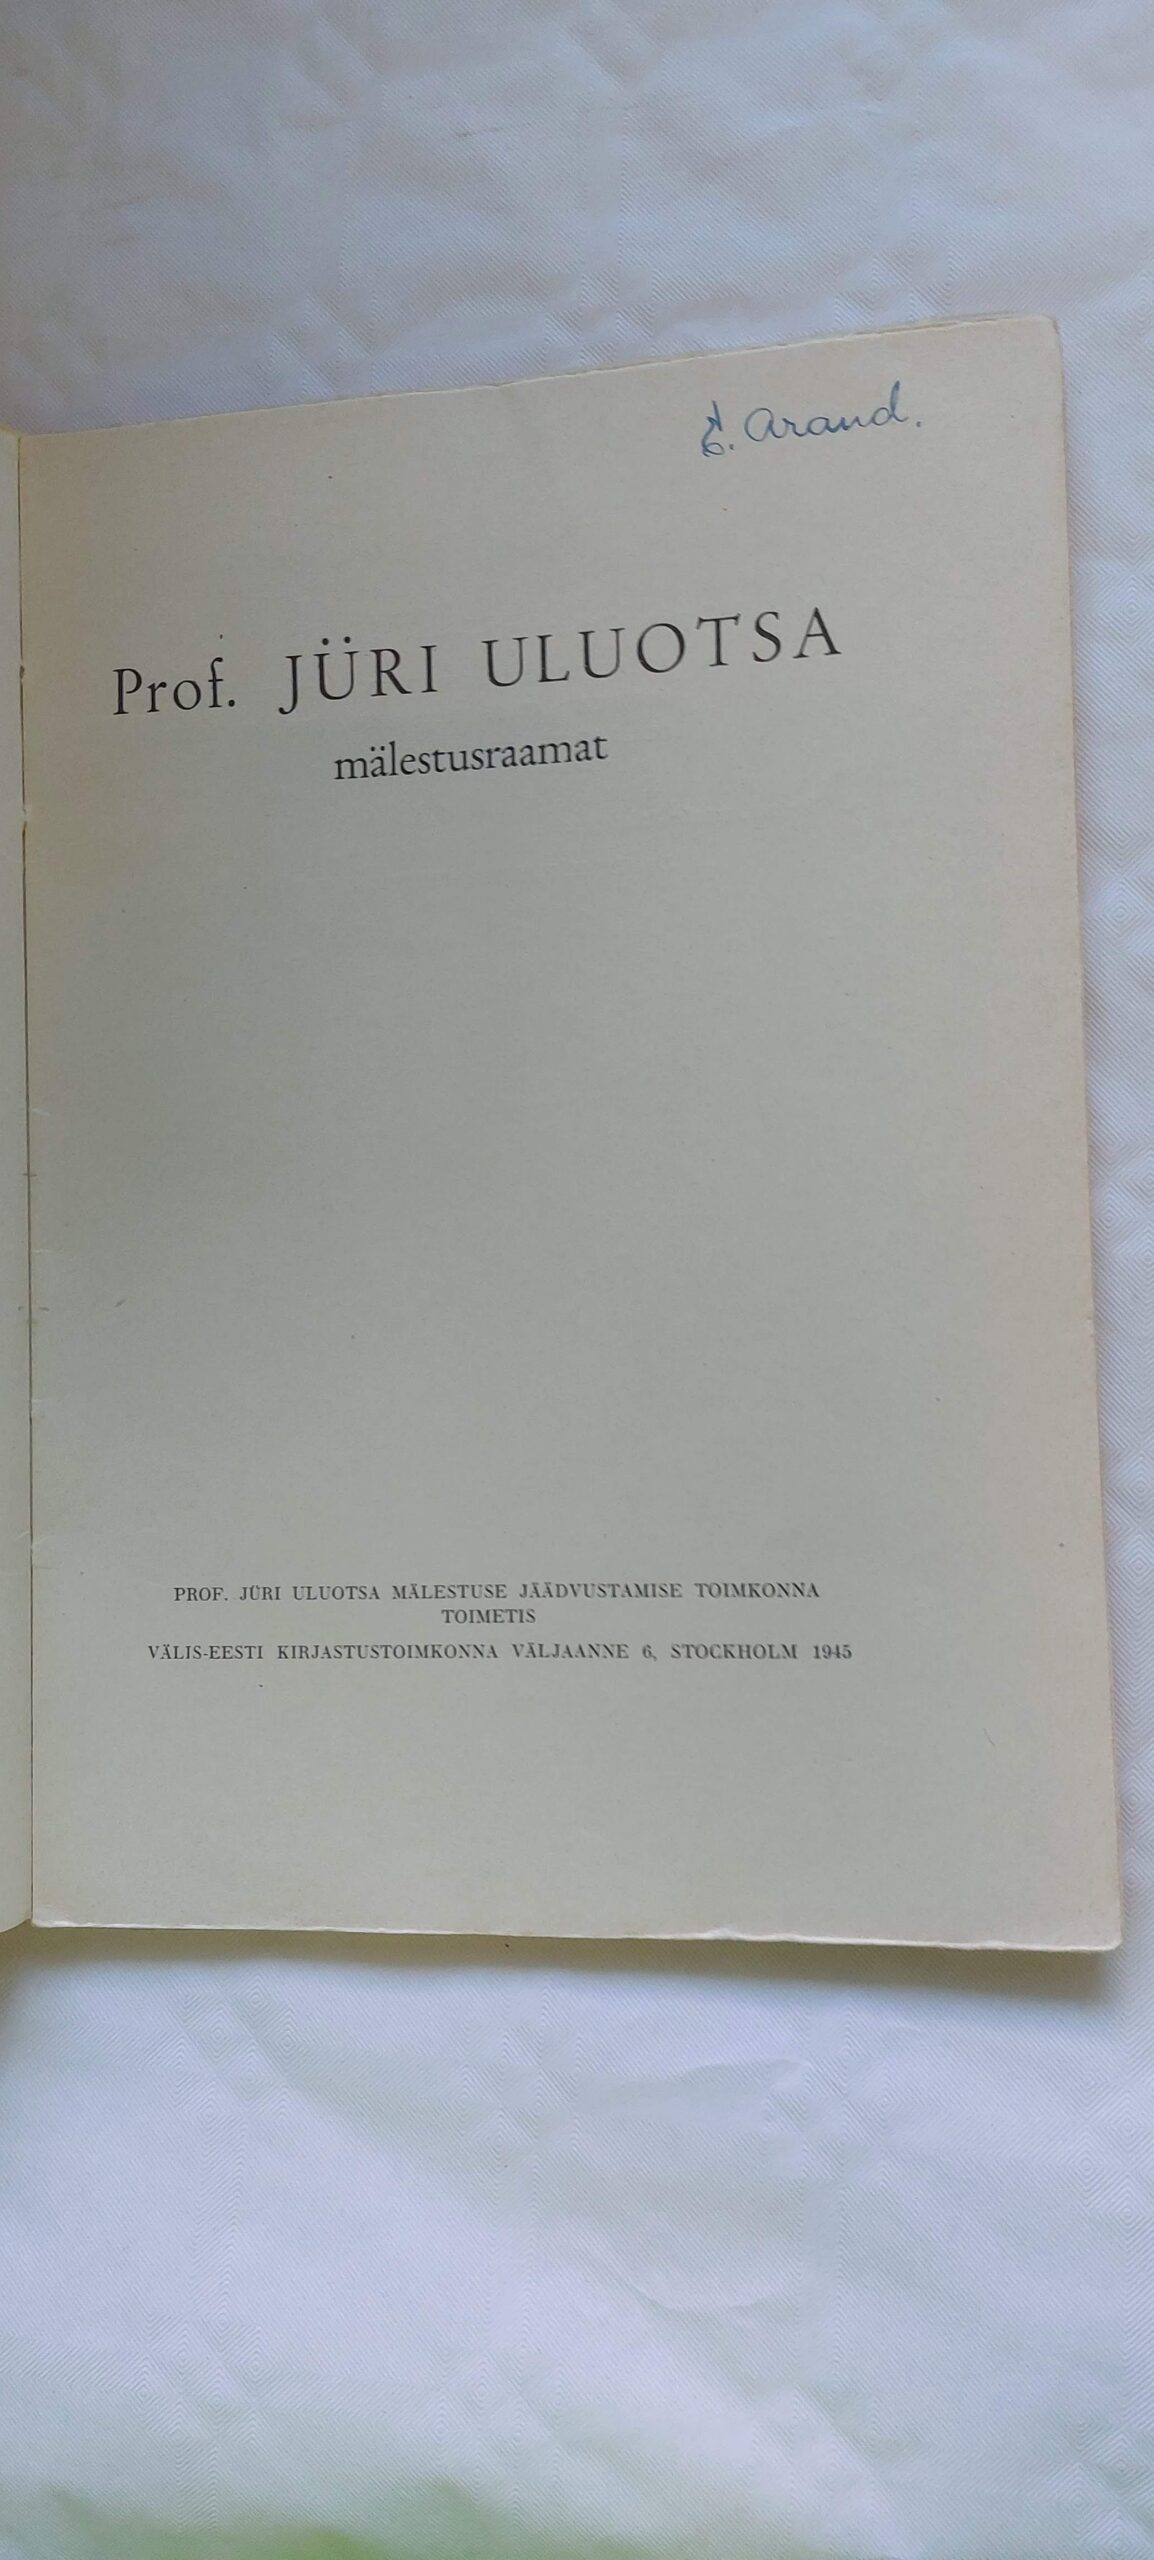 E. Arand.
Prof. JÜRI ULUOTSA
mälestusraamat
PROF. JÜRI ULUOTSA MÄLESTUSE JÄÄDVUSTAMISE TOIMKONNA
TOIMETIS
VÄLIS-EESTI KIRJASTUSTOIMKONNA VÄLJAANNE 6, STOCKHOLM 1945